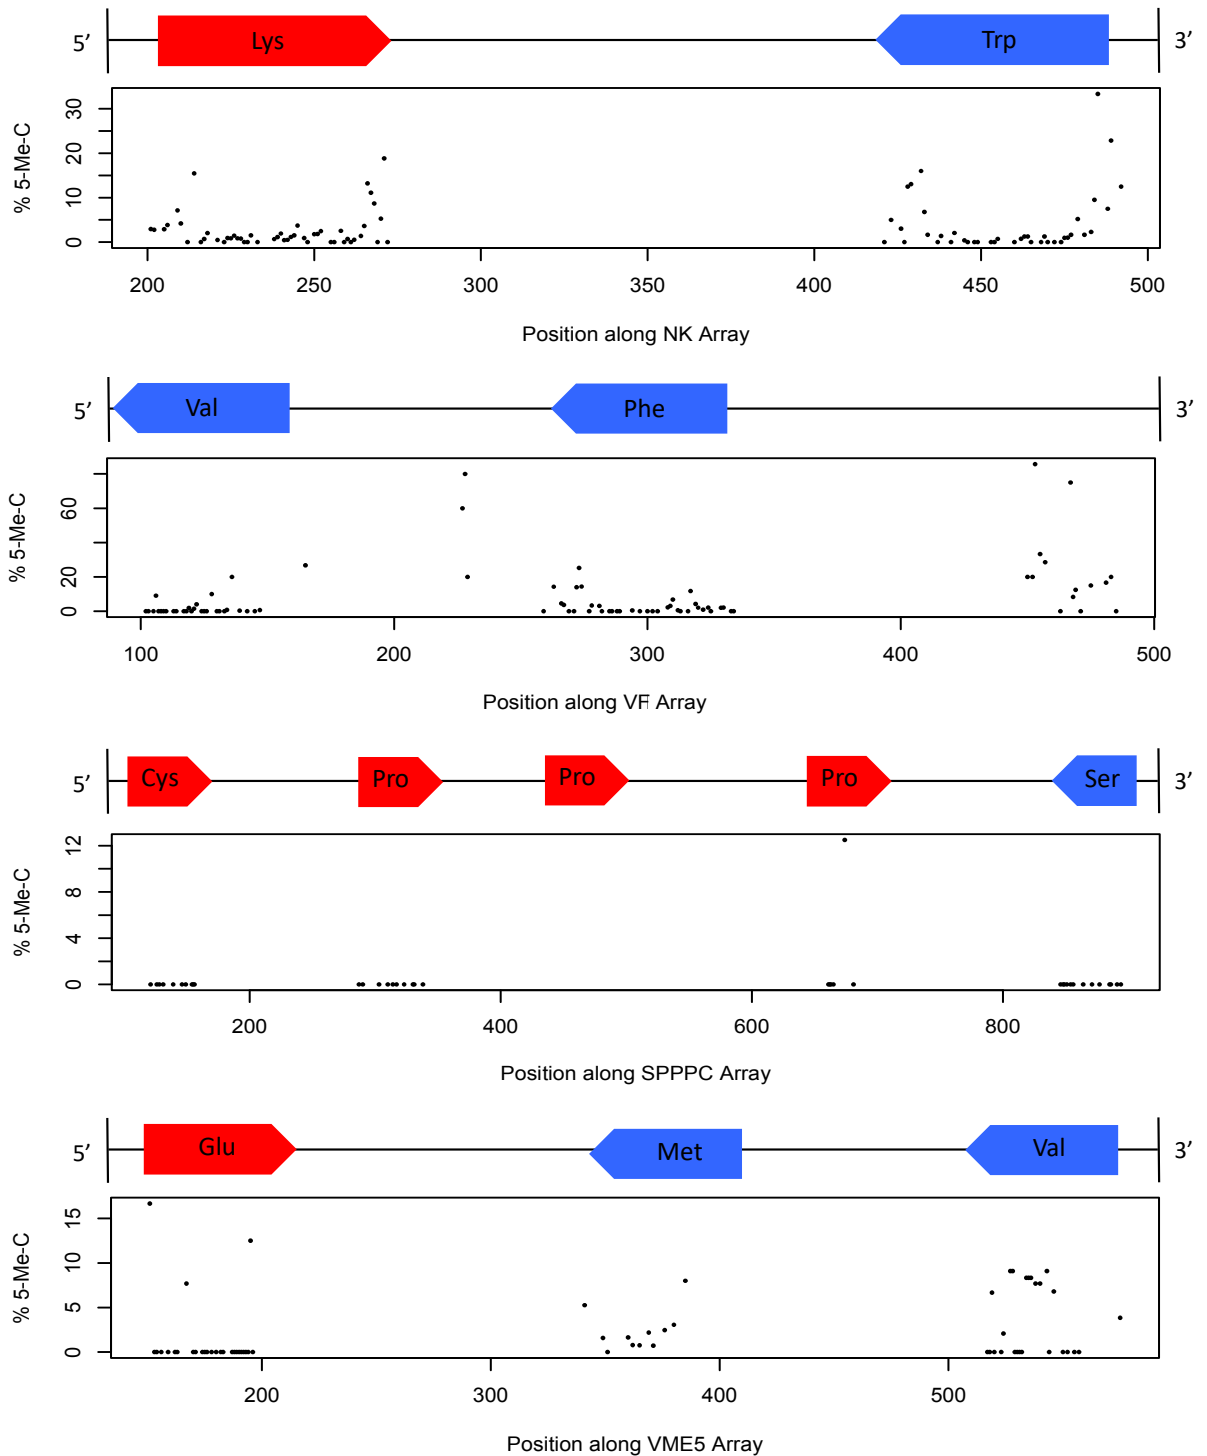 5’ Lys Trp 3’
% 5-Me-C
30
20
10
0
200 250 300 350 400 450 500
Position along NK Array
5’ Val Phe 3’
% 5-Me-C
60
20
0
100 200 300 400 500
Position along VF Array
5’ Cys Pro Pro Pro Ser 3’
% 5-Me-C
12
8
4
0
200 400 600 800
Position along SPPPC Array
5’ Glu Met Val 3’
% 5-Me-C
15
10
5
0
200 300 400 500
Position along VME5 Array